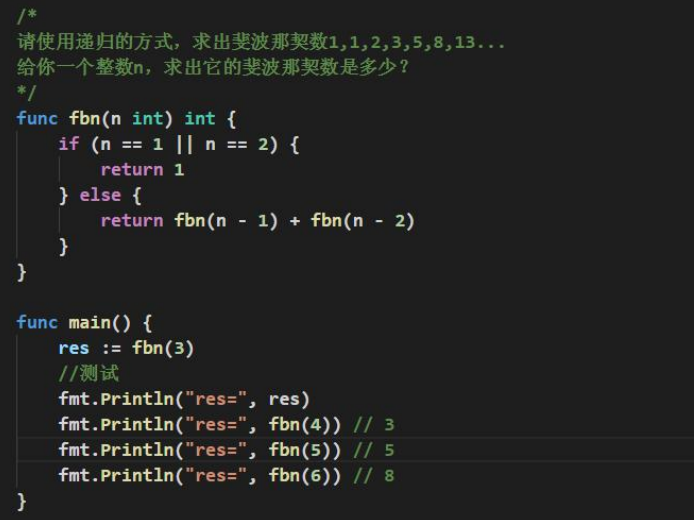 /*
请使用递归的方式，求出斐波那契数1,1,2,3,5,8,13...
给你一个整数n，求出它的斐波那契数是多少？
*/
func fbn(n int) int {
    if (n == 1 || n == 2) {
        return 1
    } else {
        return fbn(n - 1) + fbn(n - 2)
    }
}

func main() {
    res := fbn(3)
    //测试
    fmt.Println("res=", res)
    fmt.Println("res=", fbn(4)) // 3
    fmt.Println("res=", fbn(5)) // 5
    fmt.Println("res=", fbn(6)) // 8
}